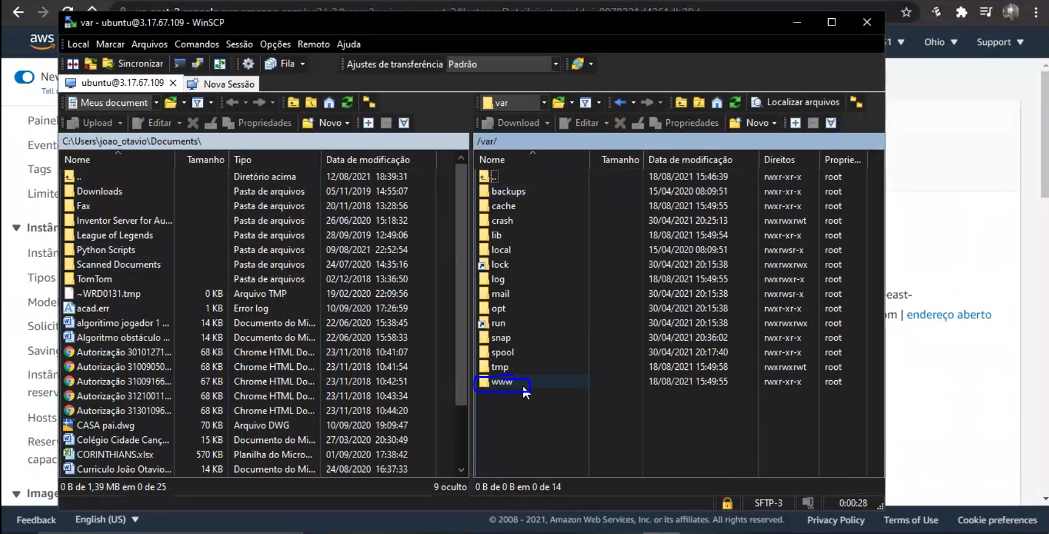 var - ubuntu@3.17.67.109 - WinSCP
aws
Ohio
Support
Local Marcar Arquivos Comandos Sessão Opções Remoto Ajuda
Sincronizar
Fila
Ajustes de transferência Padrão
ubuntu@3.17.67.109
Nova Sessão
Meus document
var
Localizar arquivos
Upload Editar Propriedades Novo
Download Editar Propriedades Novo
C:\Users\joao_otavio\Documents\
/var/
Nome Tamanho Tipo Data de modificação
.. Diretório acima 12/08/2021 18:39:31
Downloads Pasta de arquivos 05/11/2019 14:55:07
Fax Pasta de arquivos 20/11/2018 13:28:56
Inventor Server for Au... Pasta de arquivos 26/06/2020 15:18:32
League of Legends Pasta de arquivos 28/09/2019 12:49:06
Python Scripts Pasta de arquivos 09/08/2021 22:52:54
Scanned Documents Pasta de arquivos 24/07/2020 14:35:16
TomTom Pasta de arquivos 02/12/2018 13:36:50
~WRD0131.tmp 0 KB Arquivo TMP 19/02/2020 22:09:56
acad.err 1 KB Error log 10/09/2020 17:26:59
algoritmo jogador 1 ... 14 KB Documento do Mi... 22/06/2020 15:38:45
Algoritmo obstáculo ... 14 KB Documento do Mi... 22/06/2020 15:58:33
Autorização 30101271... 68 KB Chrome HTML Do... 23/11/2018 10:41:07
Autorização 31009050... 68 KB Chrome HTML Do... 23/11/2018 10:41:54
Autorização 31009166... 67 KB Chrome HTML Do... 23/11/2018 10:42:51
Autorização 31210011... 68 KB Chrome HTML Do... 23/11/2018 10:43:34
Autorização 31301096... 68 KB Chrome HTML Do... 23/11/2018 10:44:20
CASA pai.dwg 70 KB Arquivo DWG 10/09/2020 19:09:47
Colégio Cidade Canç... 15 KB Documento do Mi... 27/03/2020 20:30:49
CORINTHIANS.xlsx 570 KB Planilha do Micro... 01/09/2020 17:38:42
Curriculo João Otavio... 14 KB Documento do Mi... 24/08/2020 16:37:33
0 B de 1,39 MB em 0 de 25
9 oculto
Nome Tamanho Data de modificação Direitos Proprie...
.. 18/08/2021 15:46:39 rwxr-xr-x root
backups 15/04/2020 08:09:51 rwxr-xr-x root
cache 18/08/2021 15:49:55 rwxr-xr-x root
crash 30/04/2021 20:25:13 rwxrwxrwt root
lib 18/08/2021 15:49:54 rwxr-xr-x root
local 15/04/2020 08:09:51 rwxrwsr-x root
lock 30/04/2021 20:15:38 rwxrwxrwx root
log 18/08/2021 15:49:55 rwxrwxr-x root
mail 30/04/2021 20:15:38 rwxrwsr-x root
opt 30/04/2021 20:15:38 rwxr-xr-x root
run 30/04/2021 20:15:38 rwxrwxrwx root
snap 30/04/2021 20:36:02 rwxr-xr-x root
spool 30/04/2021 20:17:40 rwxr-xr-x root
tmp 18/08/2021 15:49:58 rwxrwxrwt root
www 18/08/2021 15:49:55 rwxr-xr-x root
0 B de 0 B em 0 de 14
SFTP-3
0:00:28
Tags
Image
east-
endereço aberto
Feedback
English (US)
© 2008 - 2021, Amazon Web Services, Inc. or its affiliates. All rights reserved.
Privacy Policy
Terms of Use
Cookie preferences